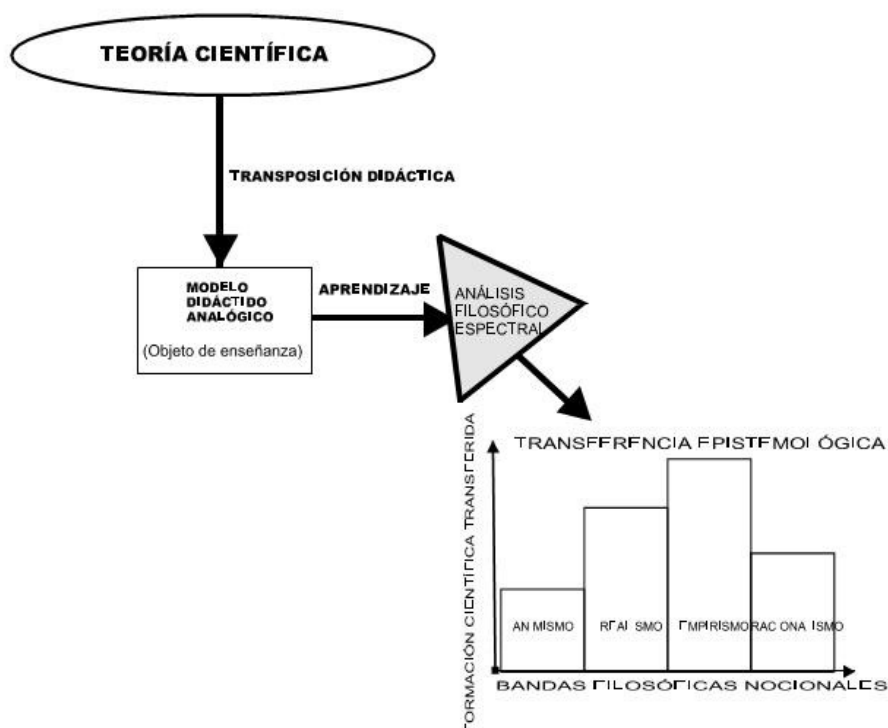 TEORÍA CIENTÍFICA
TRANSPOSICIÓN DIDÁCTICA
MODELO
DIDÁCTIDO
ANALÓGICO
(Objeto de enseñanza)
APRENDIZAJE
ANÁLISIS
FILOSÓFICO
ESPECTRAL
TRANSFERENCIA EPISTEMOLÓGICA
FORMACIÓN CIENTÍFICA TRANSFERIDA
ANIMISMO
REALISMO
EMPIRISMO
RACIONALISMO
BANDAS FILOSÓFICAS NOCIONALES